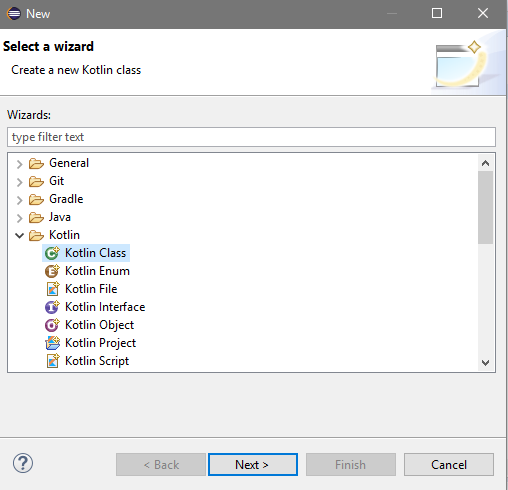 New
Select a wizard
Create a new Kotlin class
Wizards:
type filter text
General
Git
Gradle
Java
Kotlin
Kotlin Class
Kotlin Enum
Kotlin File
Kotlin Interface
Kotlin Object
Kotlin Project
Kotlin Script
? < Back Next > Finish Cancel